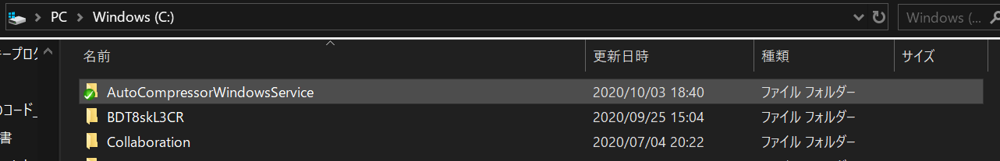 PC > Windows (C:)
Windows (...
キープログ
名前
更新日時
種類
サイズ
AutoCompressorWindowsService 2020/10/03 18:40 ファイル フォルダー
のコード_
BDT8skL3CR 2020/09/25 15:04 ファイル フォルダー
書
Collaboration 2020/07/04 20:22 ファイル フォルダー